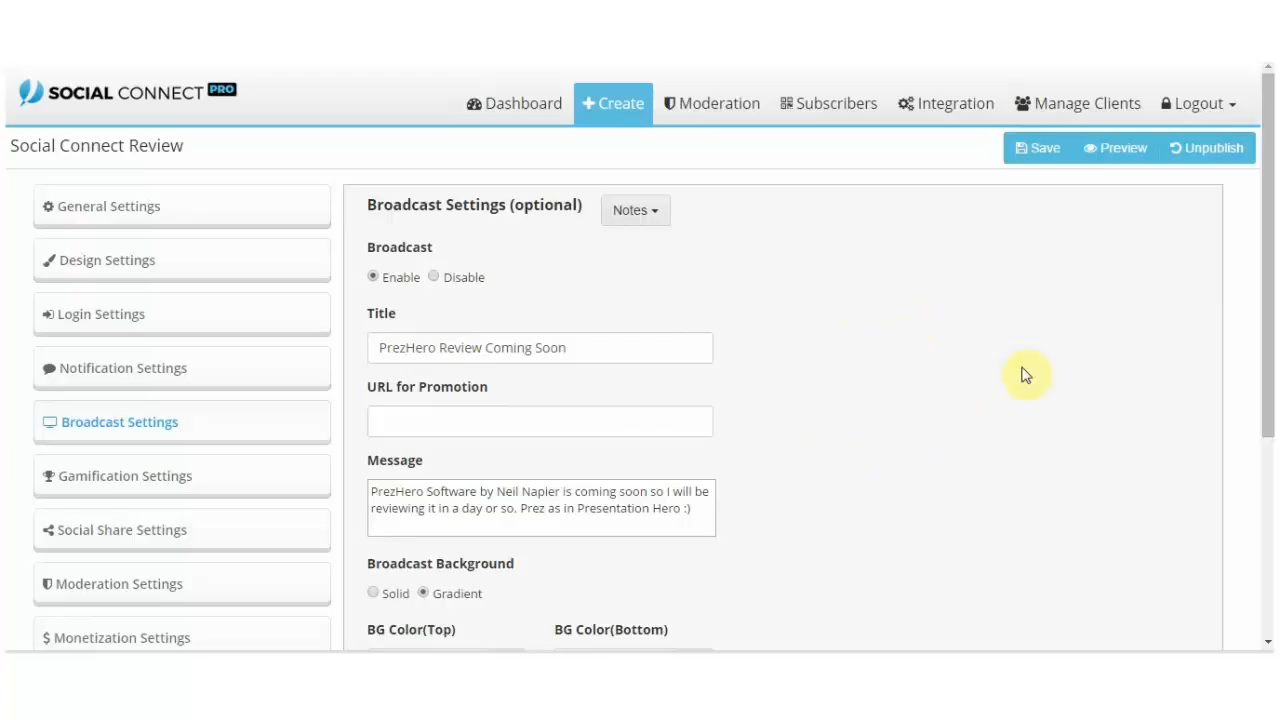 SOCIAL CONNECT PRO
Dashboard
Create
Moderation
Subscribers
Integration
Manage Clients
Logout
Social Connect Review
Save
Preview
Unpublish
General Settings
Design Settings
Login Settings
Notification Settings
Broadcast Settings
Gamification Settings
Social Share Settings
Moderation Settings
$ Monetization Settings
Broadcast Settings (optional)
Notes
Broadcast
Enable Disable
Title
PrezHero Review Coming Soon
URL for Promotion
Message
PrezHero Software by Neil Napier is coming soon so I will be
reviewing it in a day or so. Prez as in Presentation Hero :)
Broadcast Background
Solid Gradient
BG Color(Top) BG Color(Bottom)